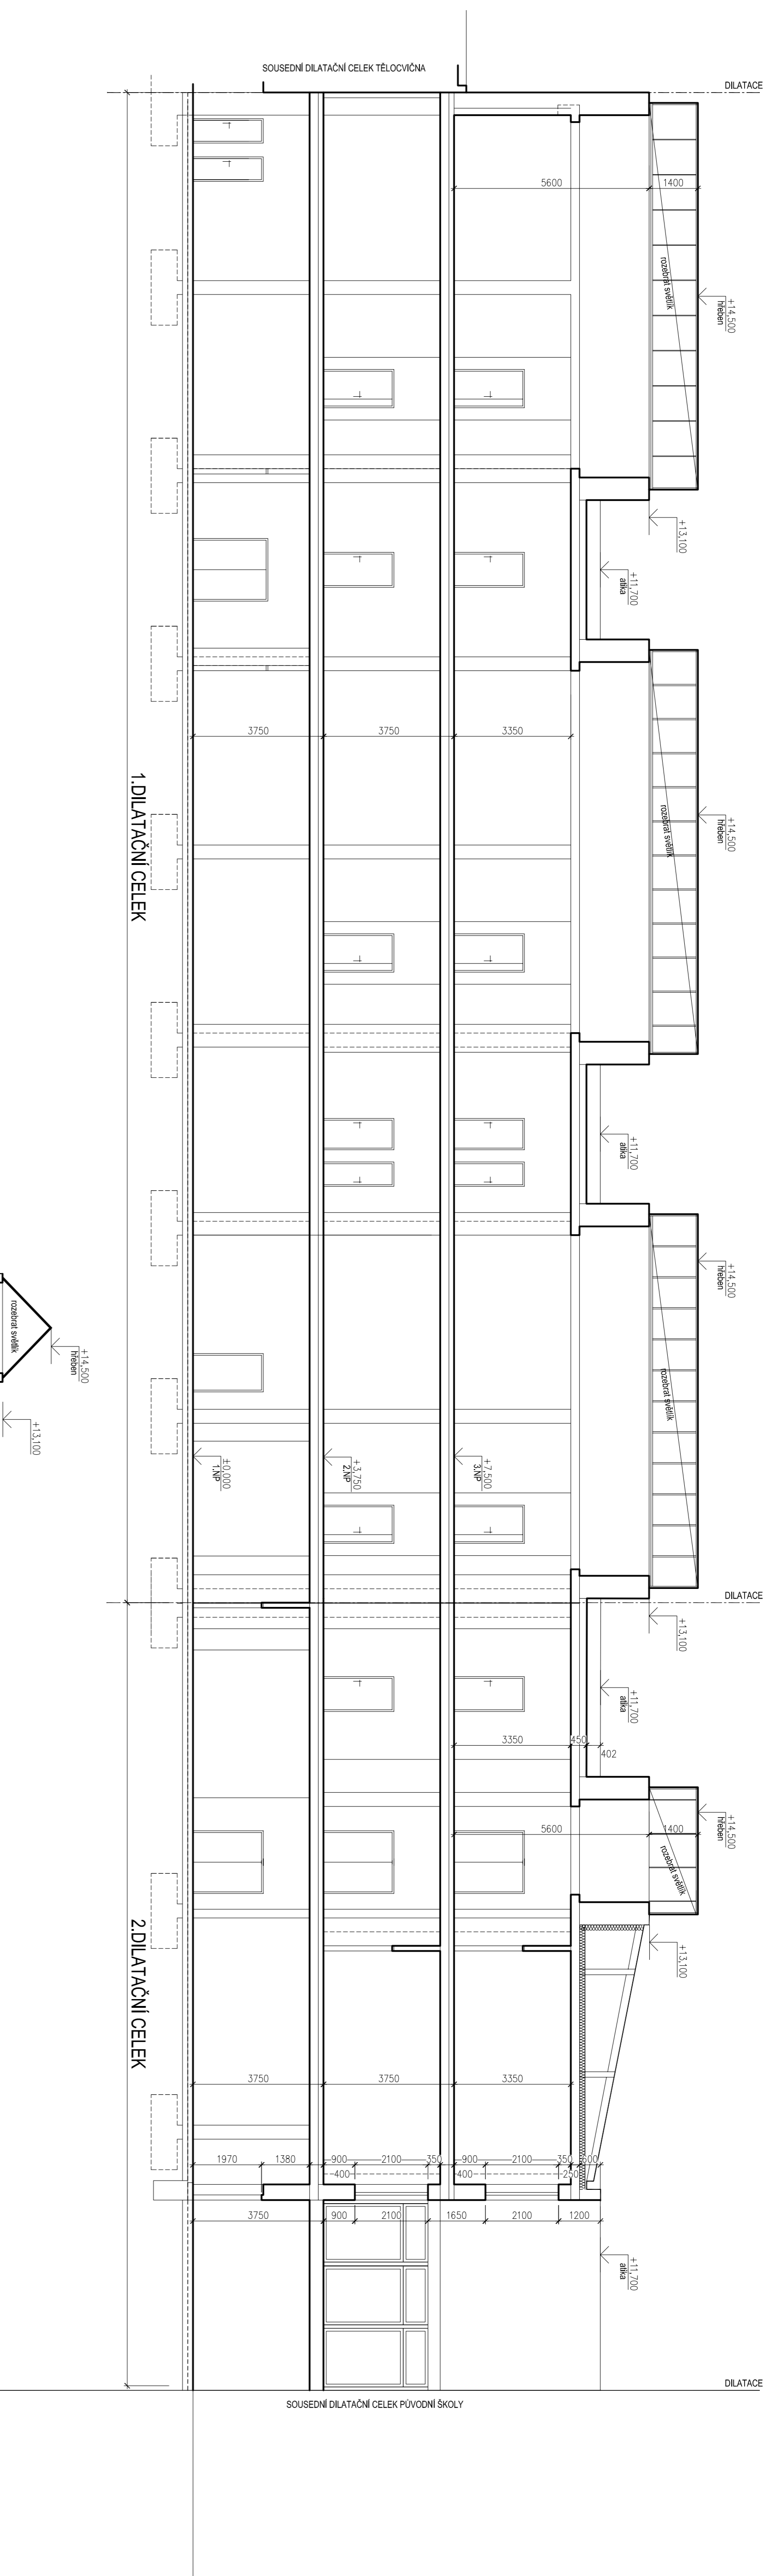 SOUSEDNÍ DILATAČNÍ CELEK TĚLOCVIČNA
DILATACE
5600
1400
rozebrat světlík
+14,500
hřeben
+13,100
+11,700
atika
3750
3750
3350
rozebrat světlík
+14,500
hřeben
1.DILATAČNÍ CELEK
+11,700
atika
+14,500
hřeben
rozebrat světlík
rozebrat světlík
+14,500
hřeben
+13,100
±0,000
1.NP
+3,750
2.NP
+7,500
3.NP
DILATACE
+13,100
+11,700
atika
3350
450
402
5600
1400
+14,500
hřeben
rozebrat světlík
+13,100
2.DILATAČNÍ CELEK
3750
3750
3350
1970
1380
900
2100
350
900
2100
350
600
400
400
250
3750
900
2100
1650
2100
1200
+11,700
atika
DILATACE
SOUSEDNÍ DILATAČNÍ CELEK PŮVODNÍ ŠKOLY